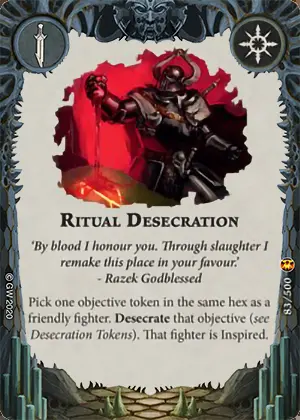 RITUAL DESECRATION
'By blood I honour you. Through slaughter I
remake this place in your favour.'
- Razek Godblessed
Pick one objective token in the same hex as a
friendly fighter. Desecrate that objective (see
Desecration Tokens). That fighter is Inspired.
© GW 2020
83/500